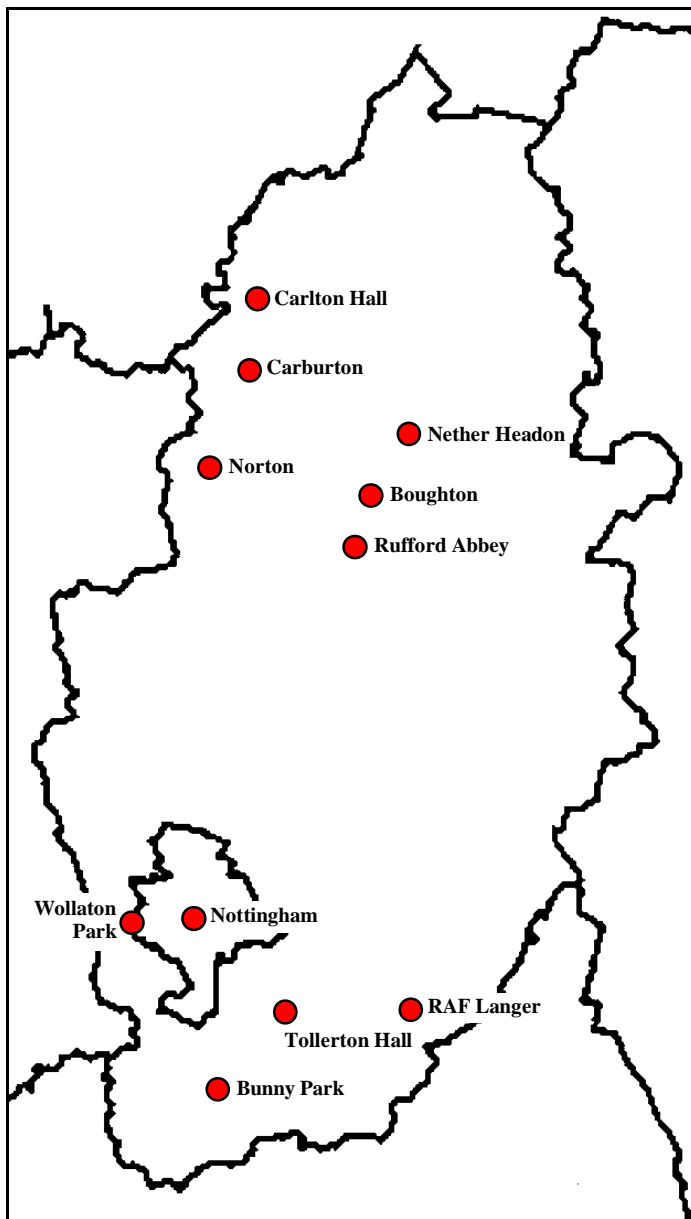 Carlton Hall
Carburton
Nether Headon
Norton
Boughton
Rufford Abbey
Wollaton
Park
Nottingham
RAF Langer
Tollerton Hall
Bunny Park